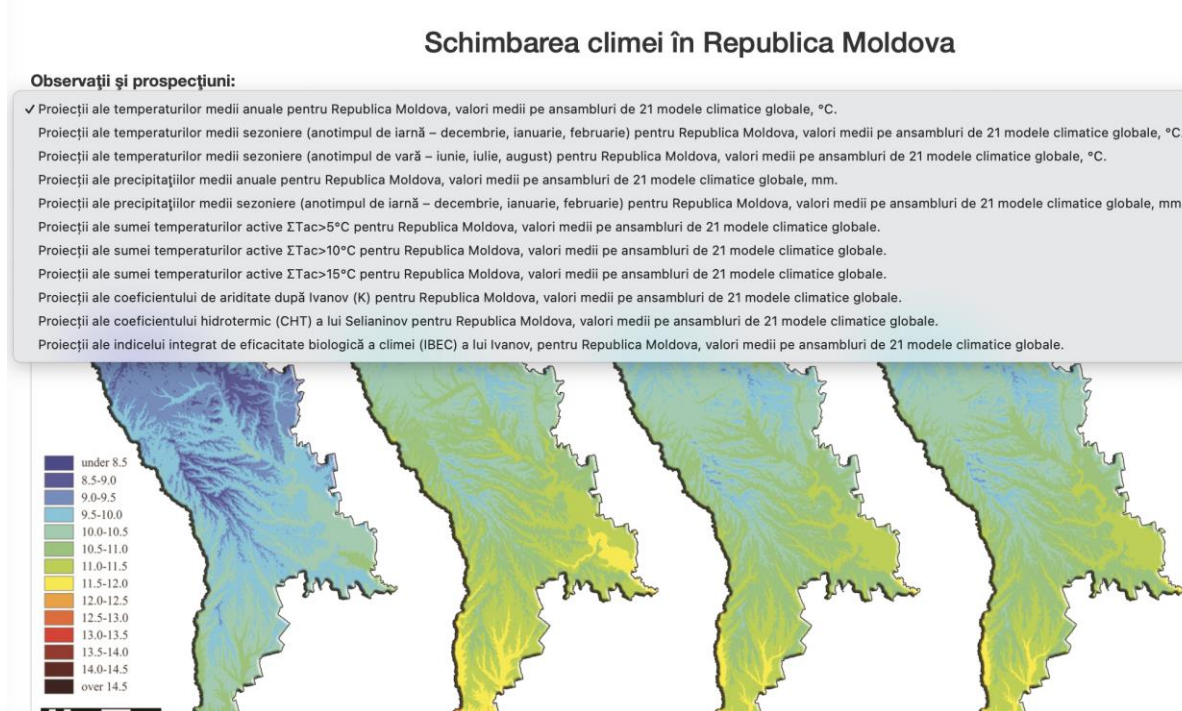 Schimbarea climei în Republica Moldova
Observaţii şi prospecţiuni:
✓ Proiecții ale temperaturilor medii anuale pentru Republica Moldova, valori medii pe ansambluri de 21 modele climatice globale, °C.
Proiecții ale temperaturilor medii sezoniere (anotimpul de iarnă – decembrie, ianuarie, februarie) pentru Republica Moldova, valori medii pe ansambluri de 21 modele climatice globale, °C
Proiecții ale temperaturilor medii sezoniere (anotimpul de vară – iunie, iulie, august) pentru Republica Moldova, valori medii pe ansambluri de 21 modele climatice globale, °C.
Proiecții ale precipitaţiilor medii anuale pentru Republica Moldova, valori medii pe ansambluri de 21 modele climatice globale, mm.
Proiecții ale precipitaţiilor medii sezoniere (anotimpul de iarnă – decembrie, ianuarie, februarie) pentru Republica Moldova, valori medii pe ansambluri de 21 modele climatice globale, mm
Proiecții ale sumei temperaturilor active ΣTac>5°C pentru Republica Moldova, valori medii pe ansambluri de 21 modele climatice globale.
Proiecții ale sumei temperaturilor active ΣTac>10°C pentru Republica Moldova, valori medii pe ansambluri de 21 modele climatice globale.
Proiecții ale sumei temperaturilor active ΣTac>15°C pentru Republica Moldova, valori medii pe ansambluri de 21 modele climatice globale.
Proiecții ale coeficientului de ariditate după Ivanov (K) pentru Republica Moldova, valori medii pe ansambluri de 21 modele climatice globale.
Proiecții ale coeficientului hidrotermic (CHT) a lui Selianinov pentru Republica Moldova, valori medii pe ansambluri de 21 modele climatice globale.
Proiecții ale indicelui integrat de eficacitate biologică a climei (IBEC) a lui Ivanov, pentru Republica Moldova, valori medii pe ansambluri de 21 modele climatice globale.
under 8.5
8.5-9.0
9.0-9.5
9.5-10.0
10.0-10.5
10.5-11.0
11.0-11.5
11.5-12.0
12.0-12.5
12.5-13.0
13.0-13.5
13.5-14.0
14.0-14.5
over 14.5